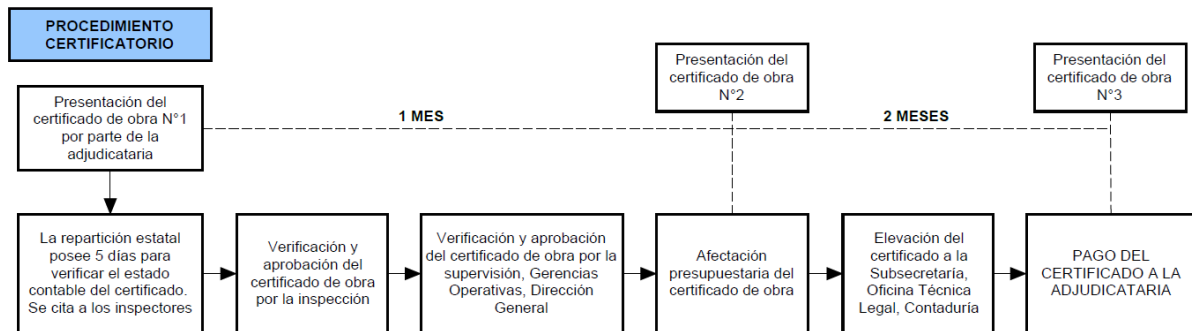 PROCEDIMIENTO
CERTIFICATORIO
Presentación del
certificado de obra N°1
por parte de la
adjudicataria
1 MES
Presentación del
certificado de obra
N°2
2 MESES
Presentación del
certificado de obra
N°3
La repartición estatal
posee 5 días para
verificar el estado
contable del certificado.
Se cita a los inspectores
Verificación y
aprobación del
certificado de obra
por la inspección
Verificación y aprobación
del certificado de obra por la
supervisión, Gerencias
Operativas, Dirección
General
Afectación
presupuestaria del
certificado de obra
Elevación del
certificado a la
Subsecretaría,
Oficina Técnica
Legal, Contaduría
PAGO DEL
CERTIFICADO A LA
ADJUDICATARIA